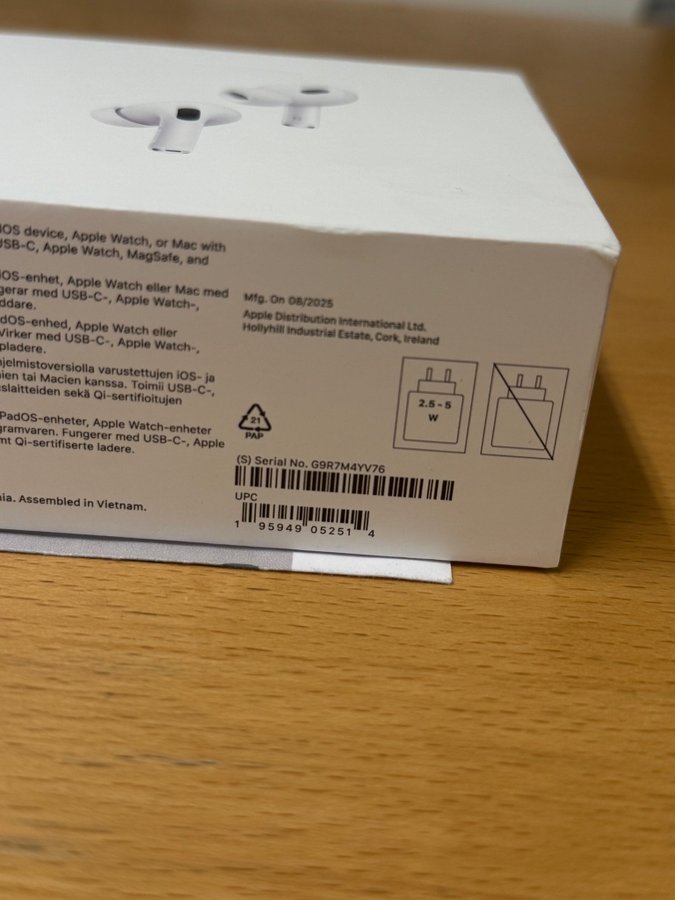 iOS device, Apple Watch, or Mac with
USB-C, Apple Watch, MagSafe, and
iOS-enhet, Apple Watch eller Mac med
gerar med USB-C-, Apple Watch-,
ddare.
dOS-enhed, Apple Watch eller
Virker med USB-C-, Apple Watch-,
pladere.
jelmistoversiolla varustettujen iOS- ja
ien tai Macien kanssa. Toimii USB-C-,
slaitteiden sekä Qi-sertifioitujen
PadOS-enheter, Apple Watch-enheter
gramvaren. Fungerer med USB-C-, Apple
mt Qi-sertifiserte ladere.
nia. Assembled in Vietnam.
Mfg. On 08/2025
Apple Distribution International Ltd.
Hollyhill Industrial Estate, Cork, Ireland
2.5 - 5
W
21
PAP
(S) Serial No. G9R7M4YV76
UPC
1 95949 05251 4